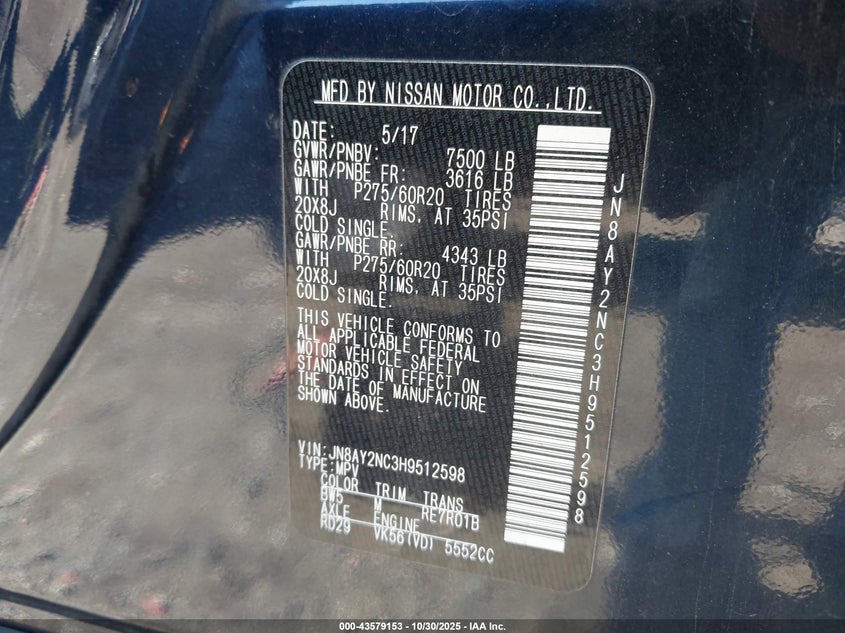 MFD BY NISSAN MOTOR CO.,LTD.
DATE: 5/17
GVWR/PNBV: 7500 LB
GAWR/PNBE FR: 3616 LB
WITH P275/60R20 TIRES
20X8J RIMS, AT 35PSI
COLD SINGLE.
GAWR/PNBE RR: 4343 LB
WITH P275/60R20 TIRES
20X8J RIMS, AT 35PSI
COLD SINGLE.
THIS VEHICLE CONFORMS TO
ALL APPLICABLE FEDERAL
MOTOR VEHICLE SAFETY
STANDARDS IN EFFECT ON
THE DATE OF MANUFACTURE
SHOWN ABOVE.
VIN:JN8AY2NC3H9512598
TYPE:MPV
COLOR TRIM TRANS
BW5 M RE7R01B
AXLE ENGINE
RD29 VK56(VD) 5552CC
JN8AY2NC3H9512598
000-43579153 - 10/30/2025 - IAA Inc.